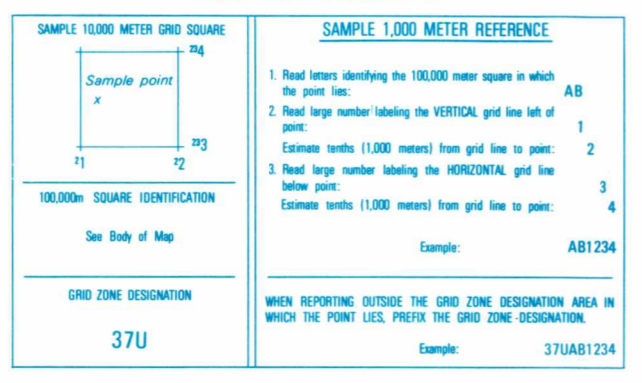 SAMPLE 10,000 METER GRID SQUARE
²³4
Sample point
x
²³3
²1 ²2
100,000m SQUARE IDENTIFICATION
See Body of Map
GRID ZONE DESIGNATION
37U
SAMPLE 1,000 METER REFERENCE
1. Read letters identifying the 100,000 meter square in which
the point lies: AB
2. Read large number labeling the VERTICAL grid line left of
point: 1
Estimate tenths (1,000 meters) from grid line to point: 2
3. Read large number labeling the HORIZONTAL grid line
below point: 3
Estimate tenths (1,000 meters) from grid line to point: 4
Example: AB1234
WHEN REPORTING OUTSIDE THE GRID ZONE DESIGNATION AREA IN
WHICH THE POINT LIES, PREFIX THE GRID ZONE-DESIGNATION.
Example: 37UAB1234